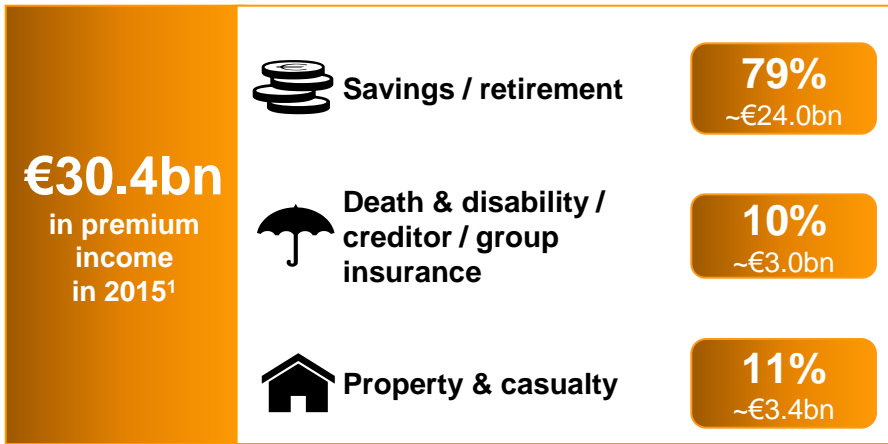 €30.4bn
in premium
income
in 2015¹
€
Savings / retirement
79%
~€24.0bn
Death & disability /
creditor / group
insurance
10%
~€3.0bn
Property & casualty
11%
~€3.4bn